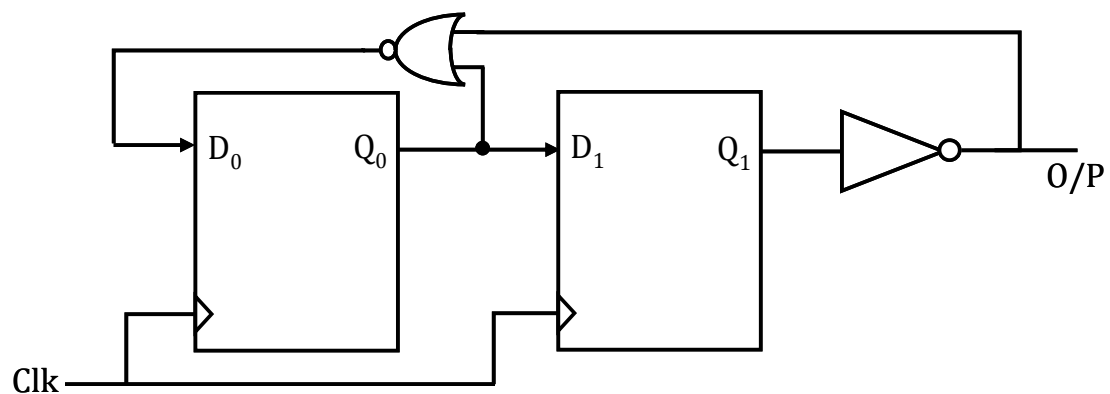 D₀ Q₀ D₁ Q₁
O/P
Clk